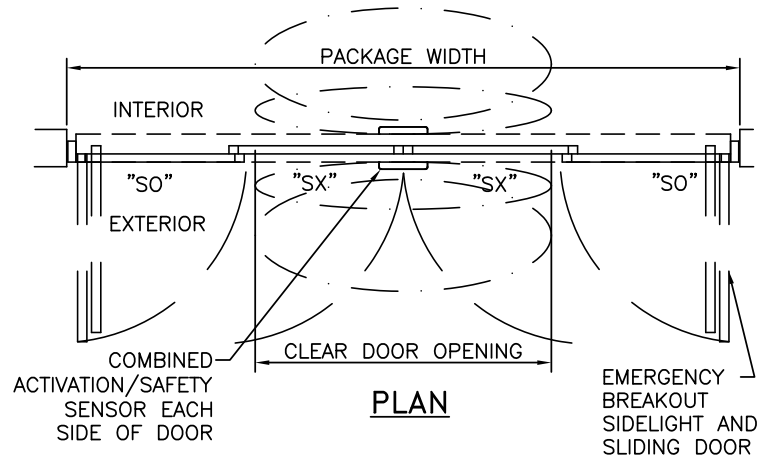 PACKAGE WIDTH
INTERIOR
"SO"
"SX"
"SX"
"SO"
EXTERIOR
CLEAR DOOR OPENING
COMBINED
ACTIVATION/SAFETY
SENSOR EACH
SIDE OF DOOR
PLAN
EMERGENCY
BREAKOUT
SIDELIGHT AND
SLIDING DOOR